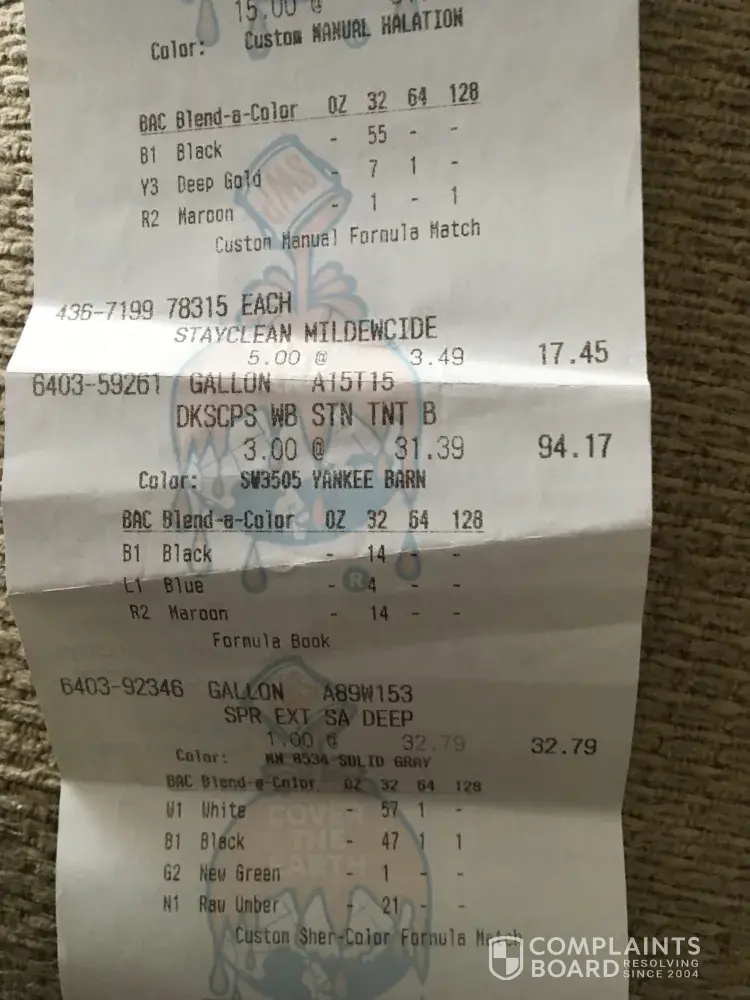 15.00 @
Color: Custom MANUAL HALATION
BAC Blend-a-Color OZ 32 64 128
B1 Black - 55 - -
Y3 Deep Gold - 7 1 -
R2 Maroon - 1 - 1
Custom Manual Formula Match
SWP
436-7199 78315 EACH
STAYCLEAN MILDEWCIDE
5.00 @ 3.49 17.45
6403-59261 GALLON A15T15
DKSCPS WB STN TNT B
3.00 @ 31.39 94.17
Color: SW3505 YANKEE BARN
BAC Blend-a-Color OZ 32 64 128
B1 Black - 14 - -
L1 Blue - 4 - -
R2 Maroon - 14 - -
®
Formula Book
6403-92346 GALLON A89W153
SPR EXT SA DEEP
1.00 @ 32.79 32.79
Color: 8534 SOLID GRAY
BAC Blend-a-Color OZ 32 64 128
W1 White - 57 1 -
B1 Black - 47 1 1
G2 New Green - 1 - -
N1 Raw Umber - 21 - -
COVER
THE
EARTH
Custom Sher-Color Formula Match
COMPLAINTS
BOARD RESOLVING
SINCE 2004